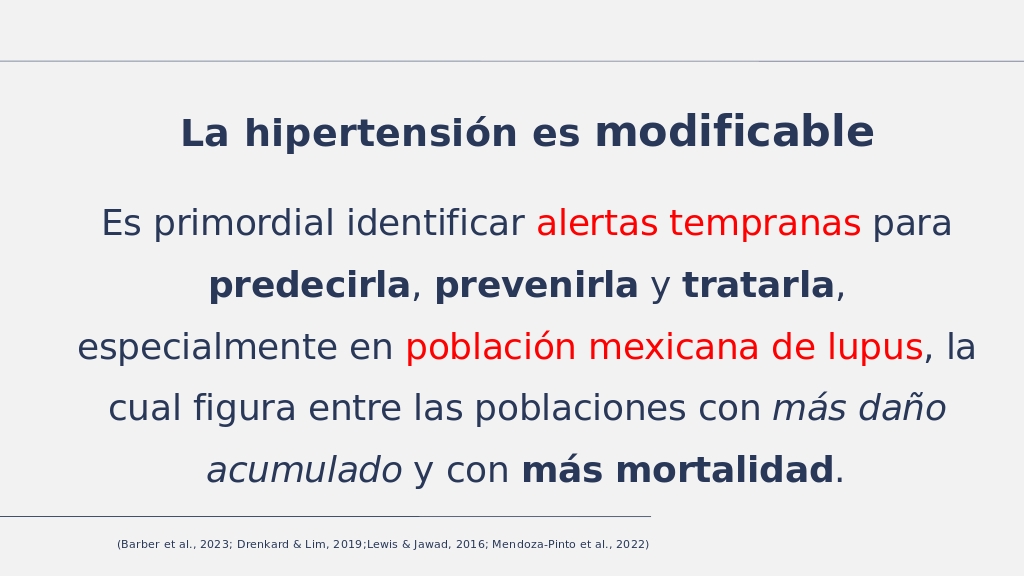 La hipertensión es modificable
Es primordial identificar alertas tempranas para
predecirla, prevenirla y tratarla,
especialmente en población mexicana de lupus, la
cual figura entre las poblaciones con más daño
acumulado y con más mortalidad.
(Barber et al., 2023; Drenkard & Lim, 2019;Lewis & Jawad, 2016; Mendoza-Pinto et al., 2022)